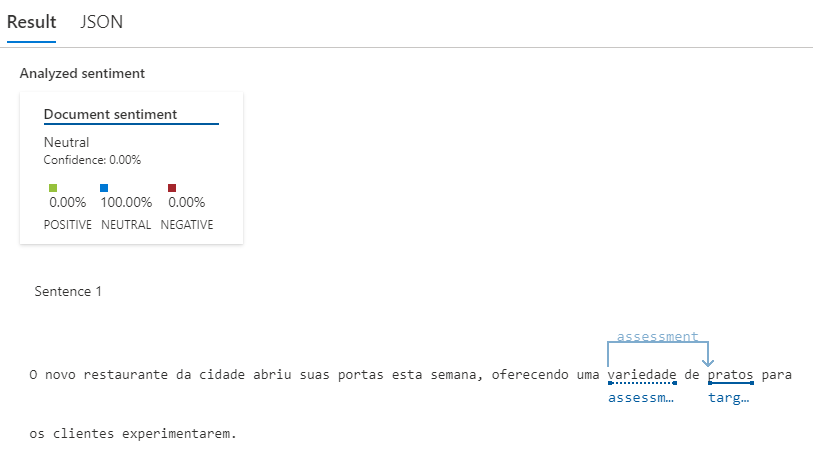 Result JSON
Analyzed sentiment
Document sentiment
Neutral
Confidence: 0.00%
0.00% 100.00% 0.00%
POSITIVE NEUTRAL NEGATIVE
Sentence 1
assessment
O novo restaurante da cidade abriu suas portas esta semana, oferecendo uma variedade de pratos para
assessm… targ…
os clientes experimentarem.